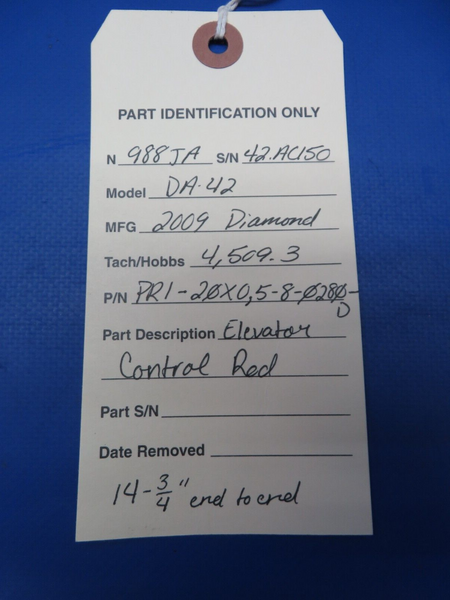 PART IDENTIFICATION ONLY
N 988JA S/N 42.AC150
Model DA-42
MFG 2009 Diamond
Tach/Hobbs 4,509.3
P/N PR1-20X0,5-8-0280-
D
Part Description Elevator
Control Rod
Part S/N
Date Removed
14-3/4" end to end